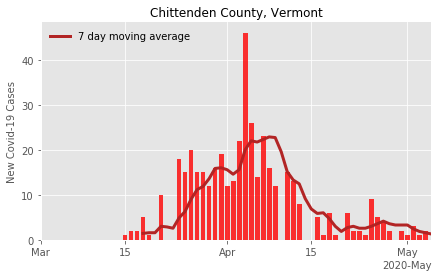 Chittenden County, Vermont
7 day moving average
New Covid-19 Cases
40
30
20
10
0
Mar
15
Apr
15
May
2020-May